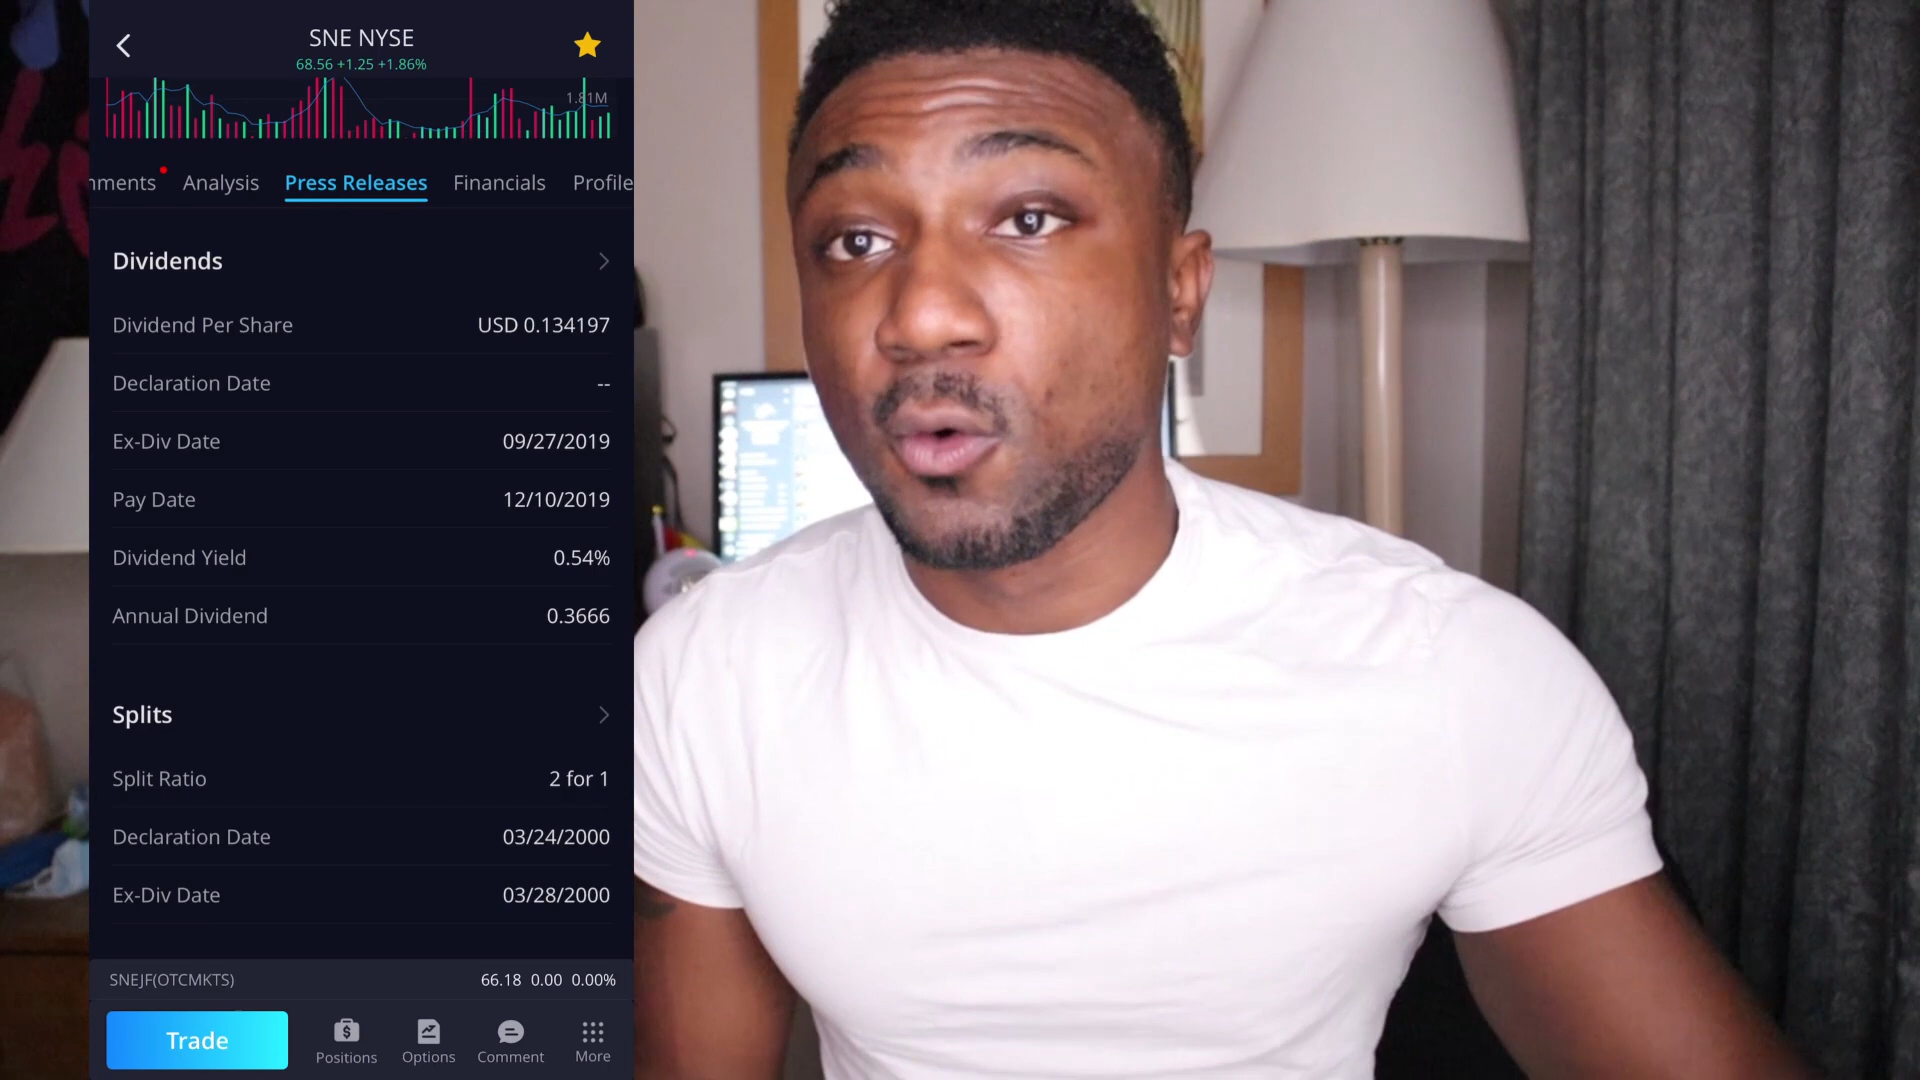 SNE NYSE
68.56 +1.25 +1.86%
1.81M
nments Analysis Press Releases Financials Profile
Dividends
Dividend Per Share USD 0.134197
Declaration Date --
Ex-Div Date 09/27/2019
Pay Date 12/10/2019
Dividend Yield 0.54%
Annual Dividend 0.3666
Splits
Split Ratio 2 for 1
Declaration Date 03/24/2000
Ex-Div Date 03/28/2000
SNEJF(OTCMKTS) 66.18 0.00 0.00%
Trade Positions Options Comment More